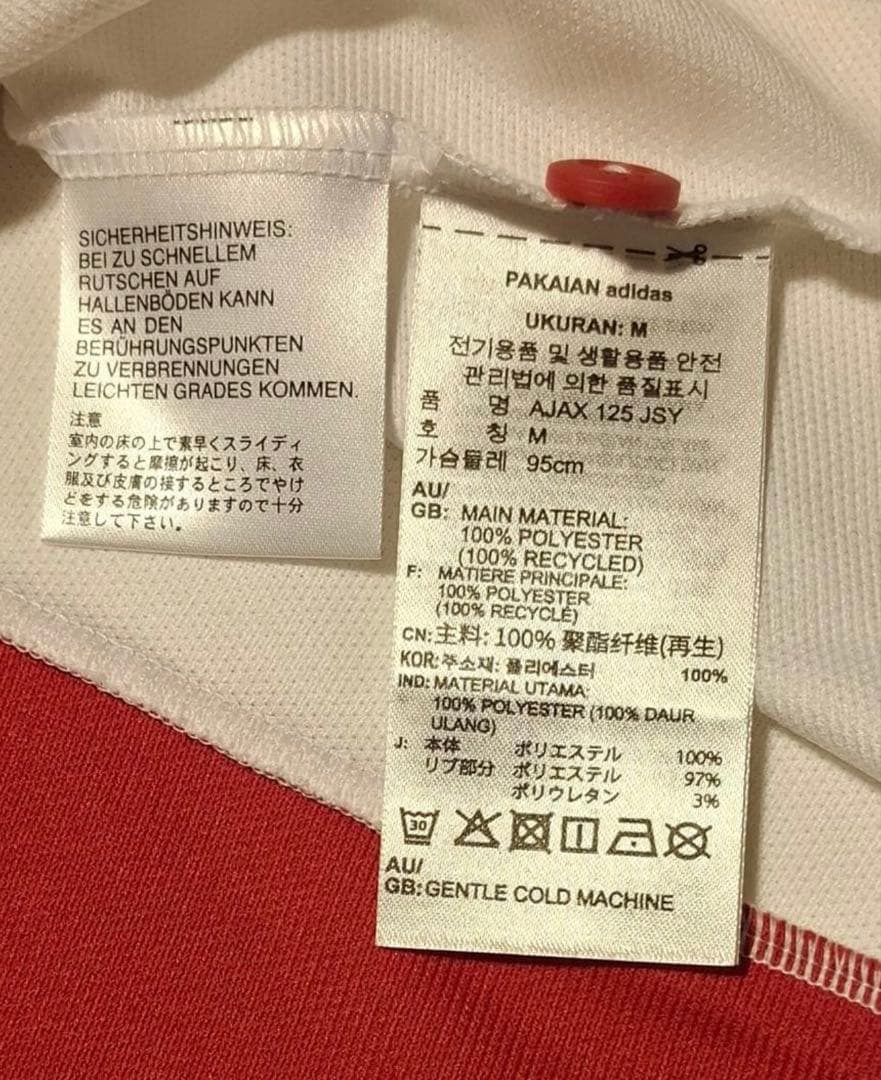 SICHERHEITSHINWEIS:
BEI ZU SCHNELLEM
RUTSCHEN AUF
HALLENBÖDEN KANN
ES AN DEN
BERÜHRUNGSPUNKTEN
ZU VERBRENNUNGEN
LEICHTEN GRADES KOMMEN.
注意
室内の床の上で素早くスライディ
ングすると摩擦が起こり、床、衣
服及び皮膚の接するところでやけ
どをする危険がありますので十分
注意して下さい。
PAKAIAN adidas
UKURAN: M
전기용품 및 생활용품 안전
관리법에 의한 품질표시
품 명 AJAX 125 JSY
호 칭 M
가슴둘레 95cm
AU/
GB: MAIN MATERIAL:
100% POLYESTER
(100% RECYCLED)
F: MATIERE PRINCIPALE:
100% POLYESTER
(100% RECYCLÉ)
CN: 主料: 100% 聚酯纤维(再生)
KOR: 주소재: 폴리에스터 100%
IND: MATERIAL UTAMA:
100% POLYESTER (100% DAUR
ULANG)
J: 本体 ポリエステル 100%
リブ部分 ポリエステル 97%
ポリウレタン 3%
30
AU/
GB: GENTLE COLD MACHINE